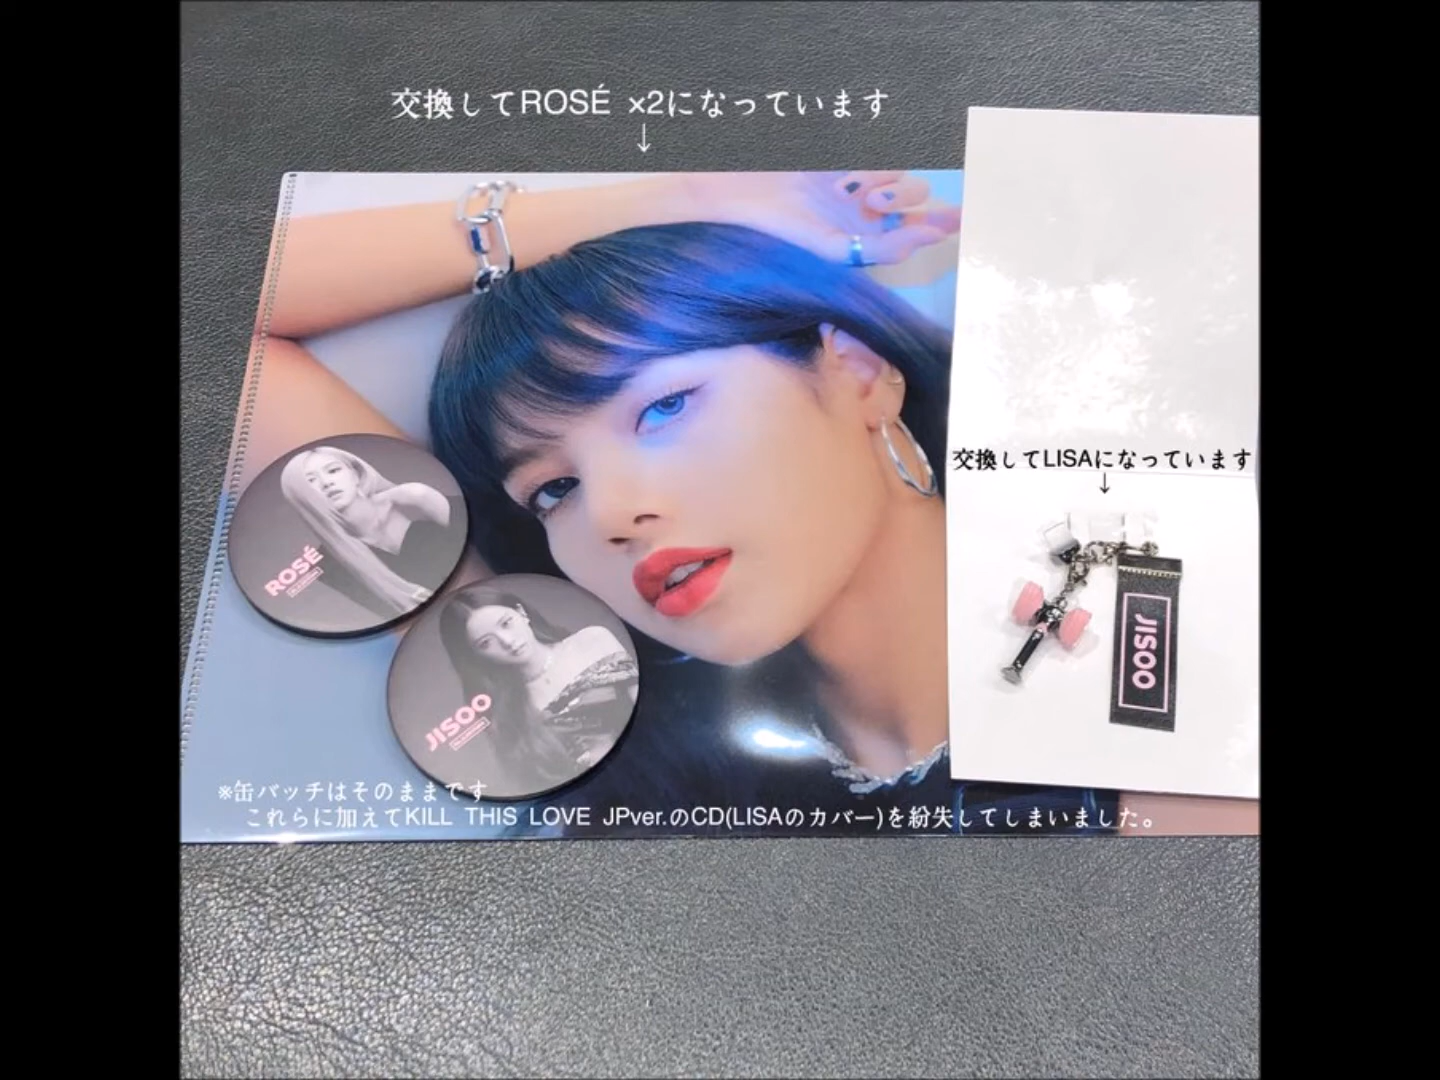 交換してROSÉ ×2になっています
↓
交換してLISAになっています
↓
ROSÉ
JISOO
JISOO
※缶バッチはそのままです
これらに加えてKILL THIS LOVE JPver.のCD(LISAのカバー)を紛失してしまいました。